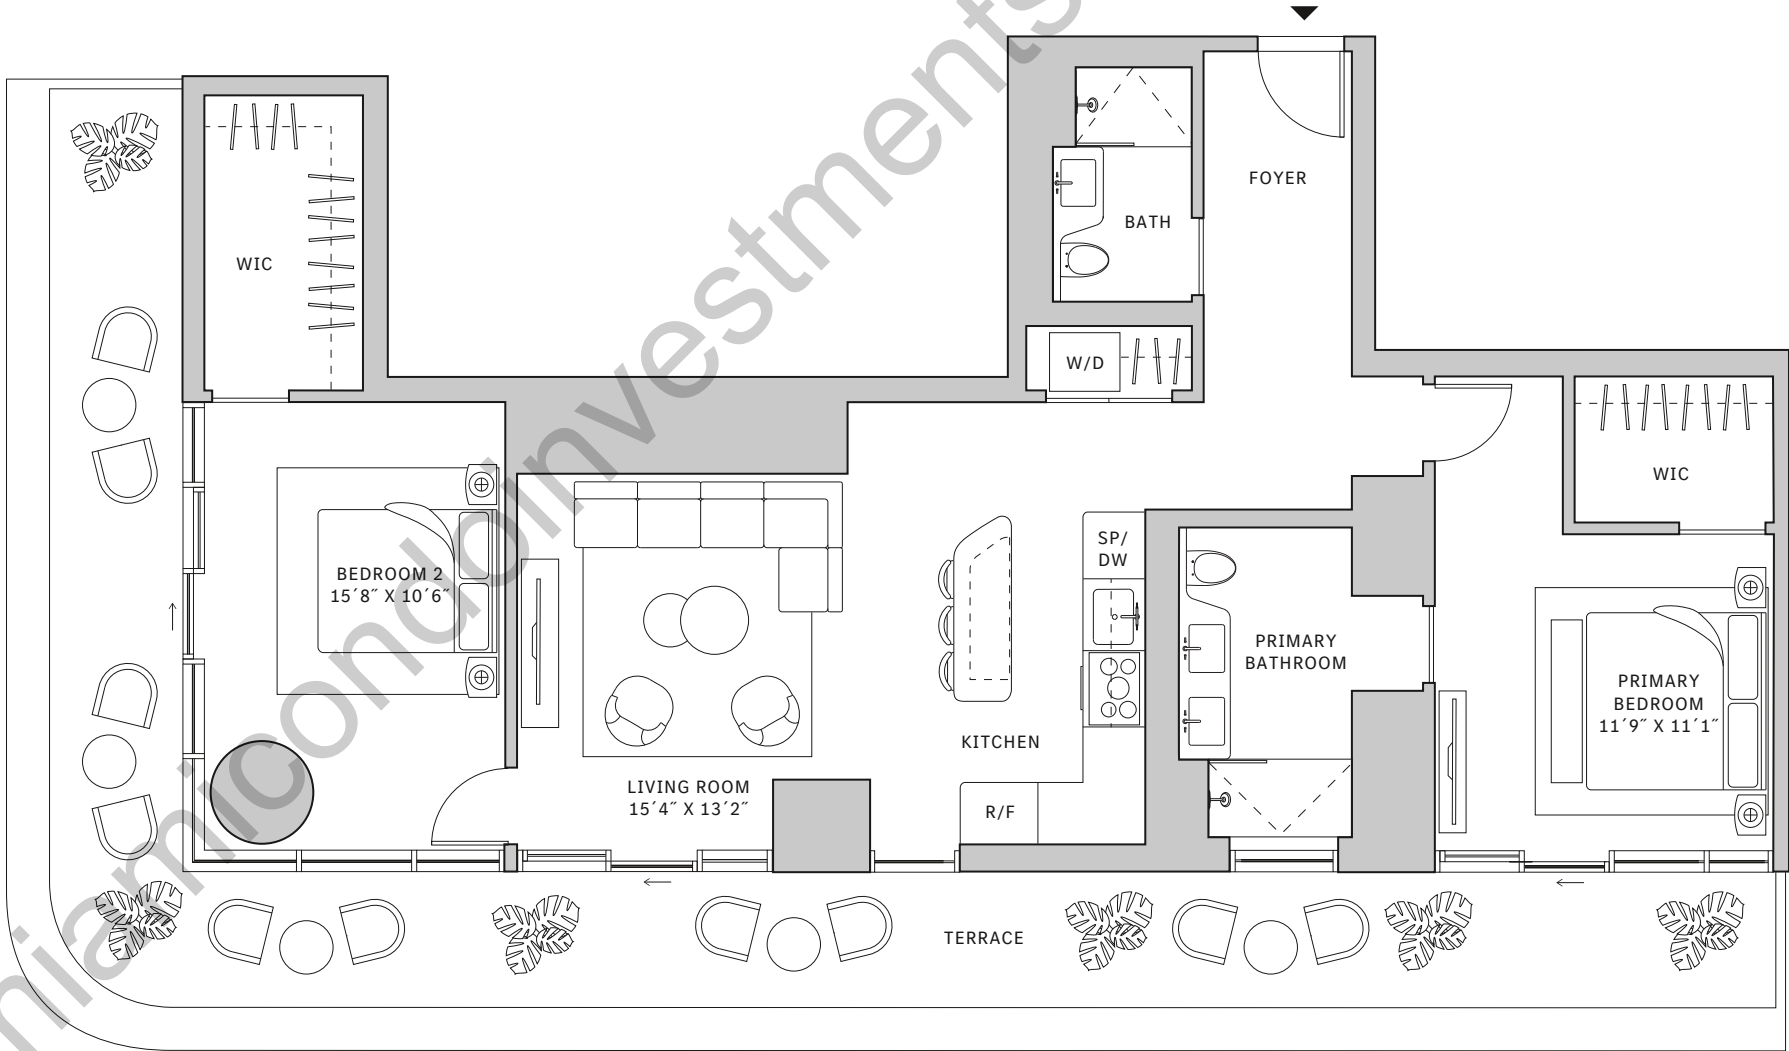 FOYER
BATH
WIC
W/D
WIC
SP/
DW
BEDROOM 2
15´8˝ X 10´6˝
PRIMARY
BATHROOM
PRIMARY
BEDROOM
11´9˝ X 11´1˝
KITCHEN
LIVING ROOM
15´4˝ X 13´2˝
R/F
TERRACE
miamicondoinvestments